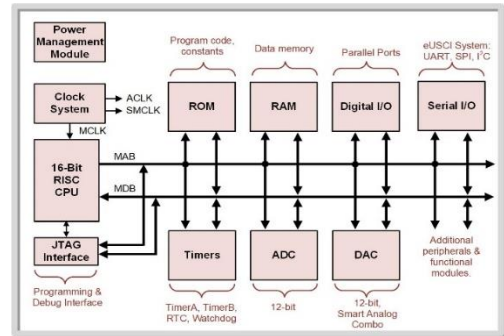 Power
Management
Module
Clock
System
ACLK
SMCLK
MCLK
16-Bit
RISC
CPU
MAB
MDB
JTAG
Interface
Programming &
Debug Interface
Program code,
constants
ROM
Data memory
RAM
Parallel Ports
Digital I/O
eUSCI System:
UART, SPI, I²C
Serial I/O
Timers
TimerA, TimerB,
RTC, Watchdog
ADC
12-bit
DAC
12-bit,
Smart Analog
Combo
Additional
peripherals &
functional
modules.